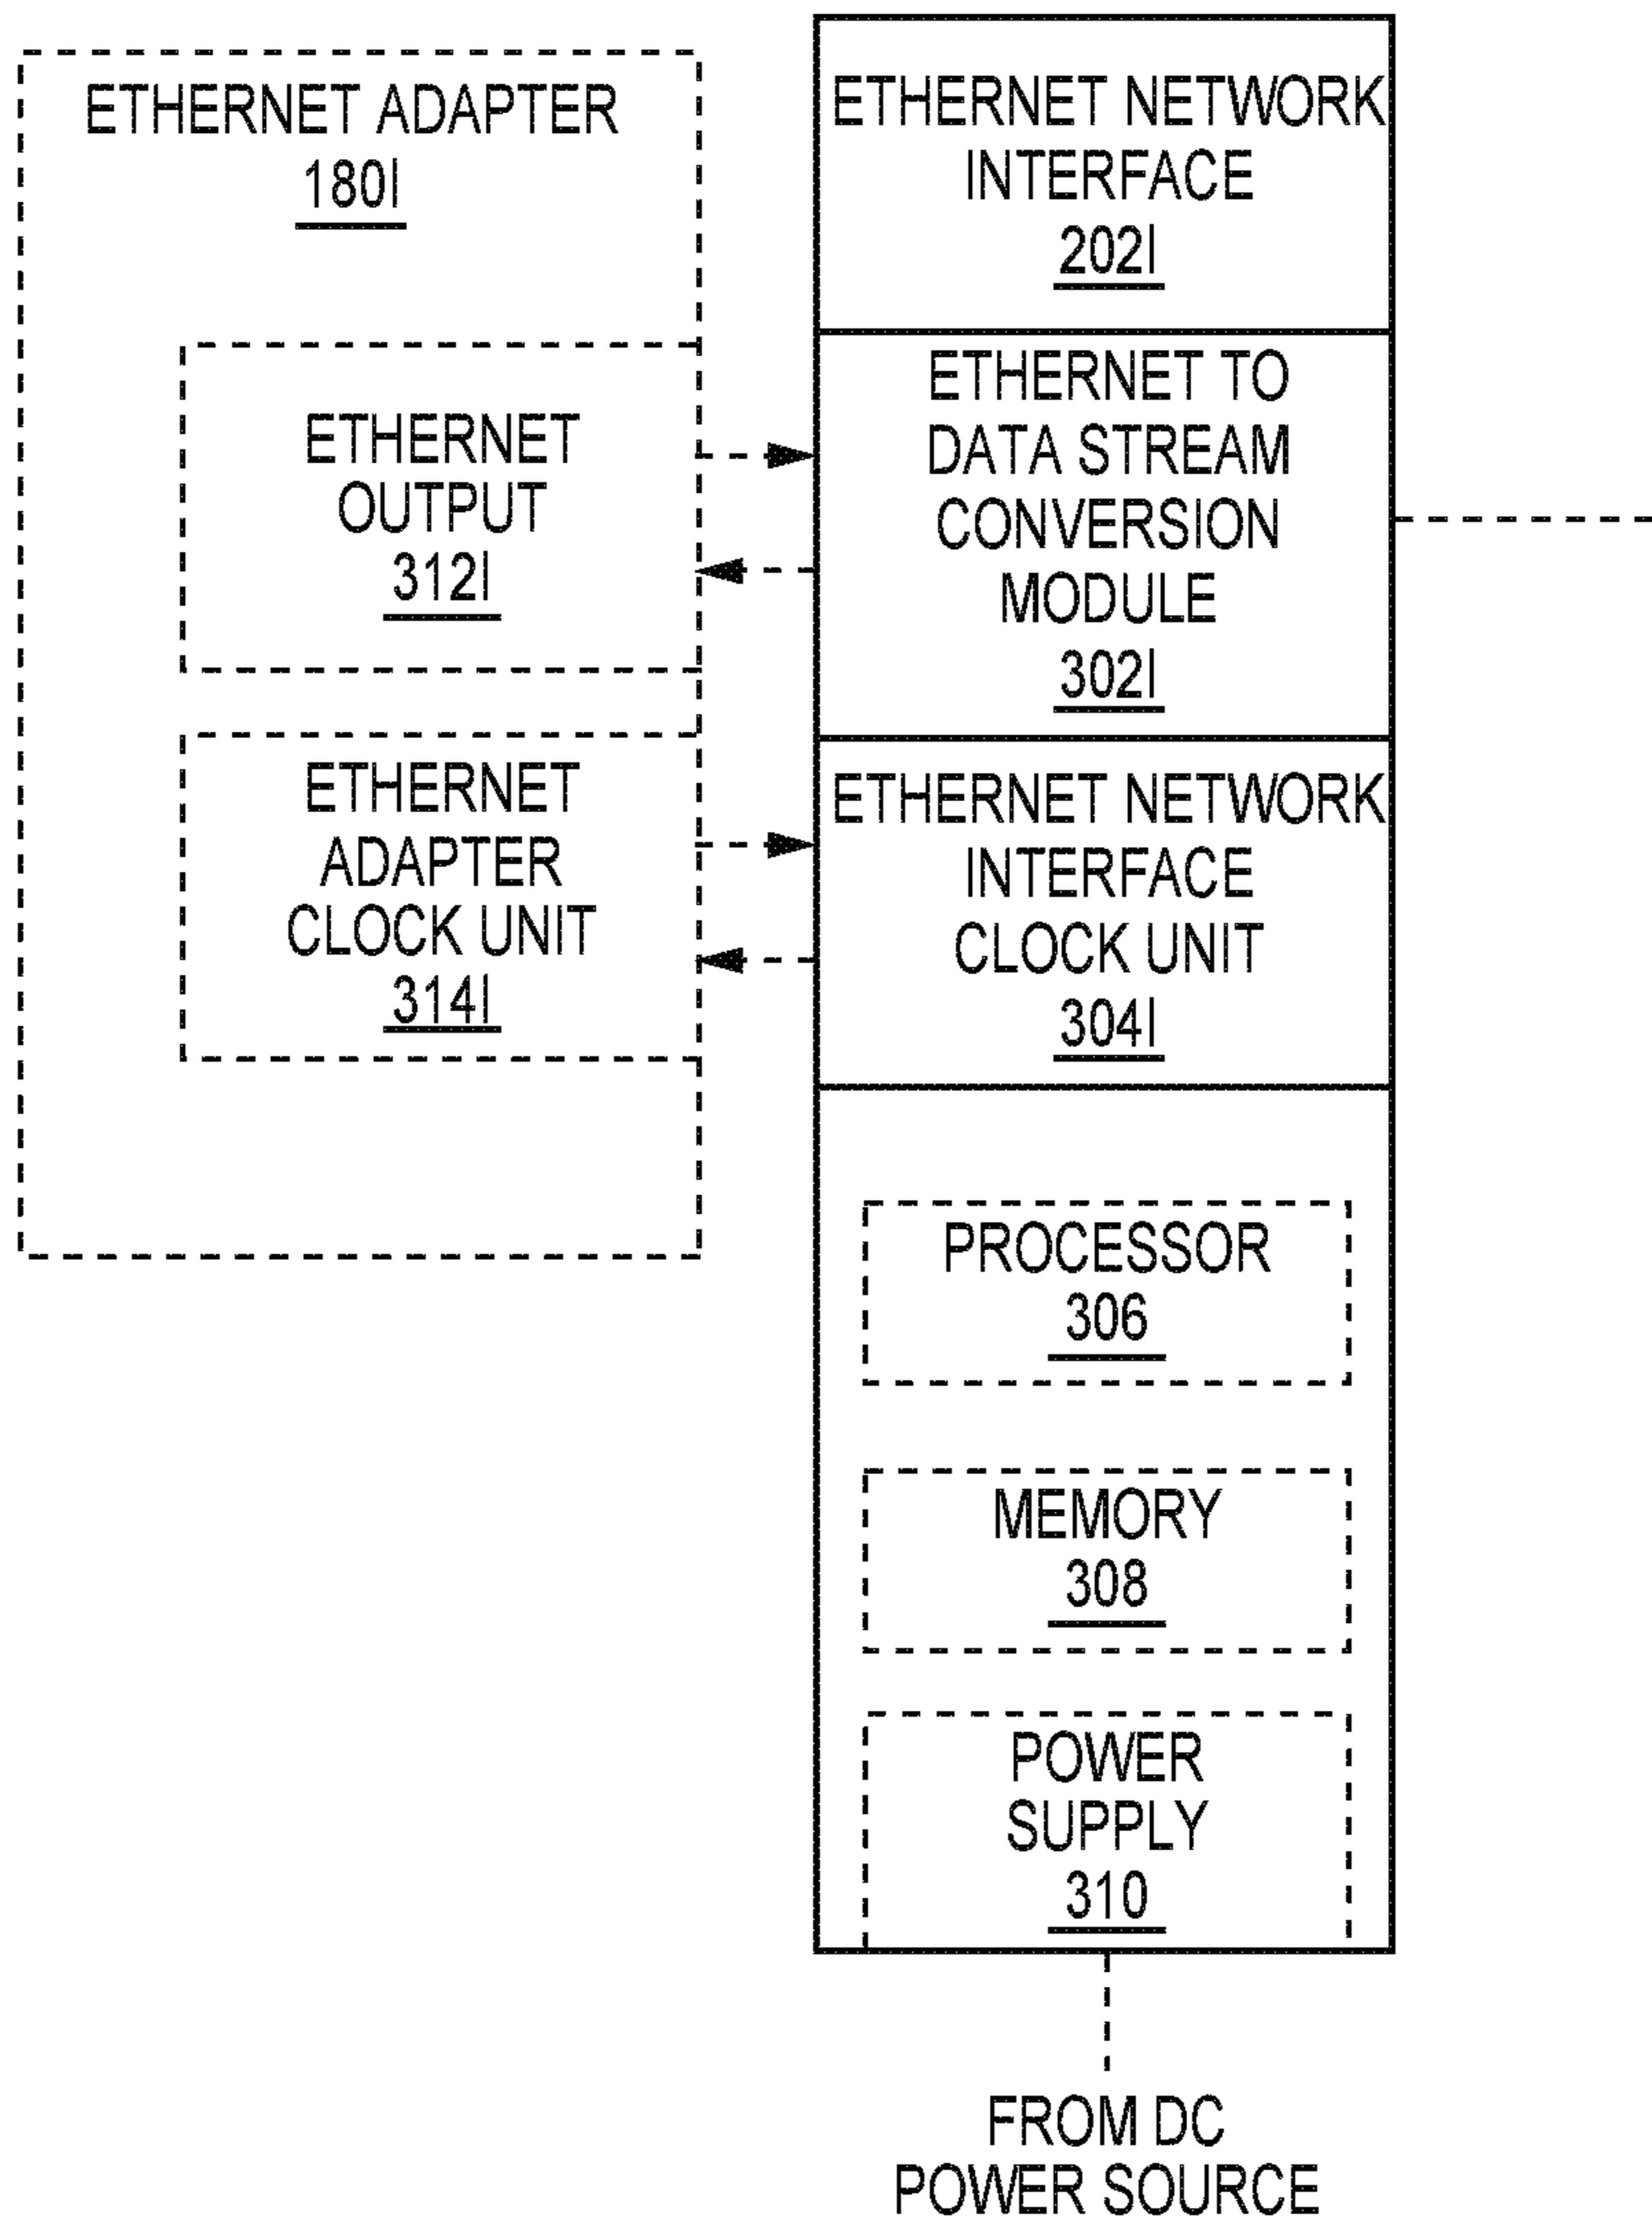 ETHERNET ADAPTER
180I
ETHERNET
OUTPUT
312I
ETHERNET
ADAPTER
CLOCK UNIT
314I
ETHERNET NETWORK
INTERFACE
202I
ETHERNET TO
DATA STREAM
CONVERSION
MODULE
302I
ETHERNET NETWORK
INTERFACE
CLOCK UNIT
304I
PROCESSOR
306
MEMORY
308
POWER
SUPPLY
310
FROM DC
POWER SOURCE